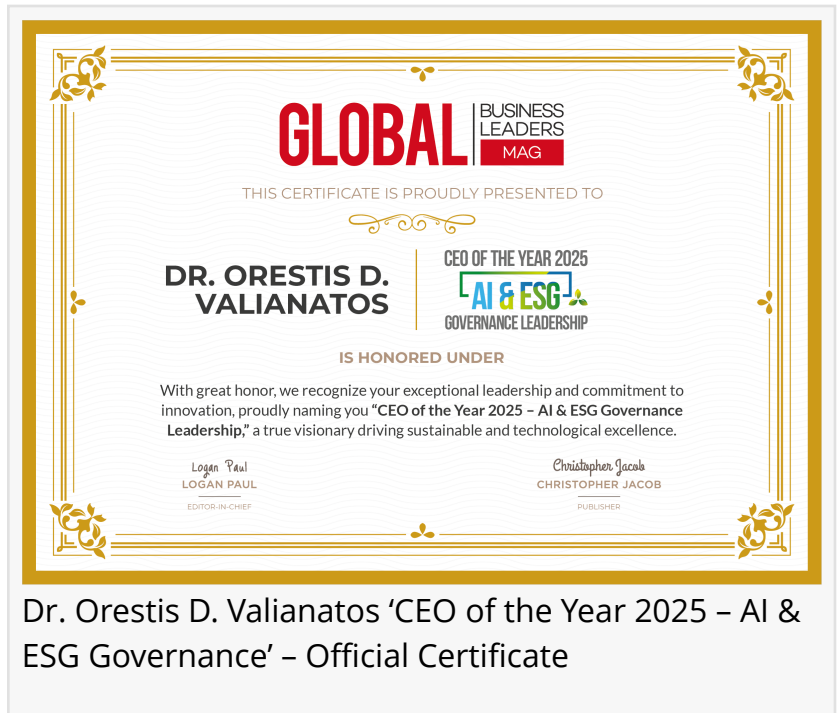 GLOBAL
BUSINESS
LEADERS
MAG
THIS CERTIFICATE IS PROUDLY PRESENTED TO
DR. ORESTIS D.
VALIANATOS
CEO OF THE YEAR 2025
AI & ESG
GOVERNANCE LEADERSHIP
IS HONORED UNDER
With great honor, we recognize your exceptional leadership and commitment to
innovation, proudly naming you “CEO of the Year 2025 – AI & ESG Governance
Leadership,” a true visionary driving sustainable and technological excellence.
Logan Paul
LOGAN PAUL
EDITOR-IN-CHIEF
Christopher Jacob
CHRISTOPHER JACOB
PUBLISHER
Dr. Orestis D. Valianatos ‘CEO of the Year 2025 – AI &
ESG Governance’ – Official Certificate